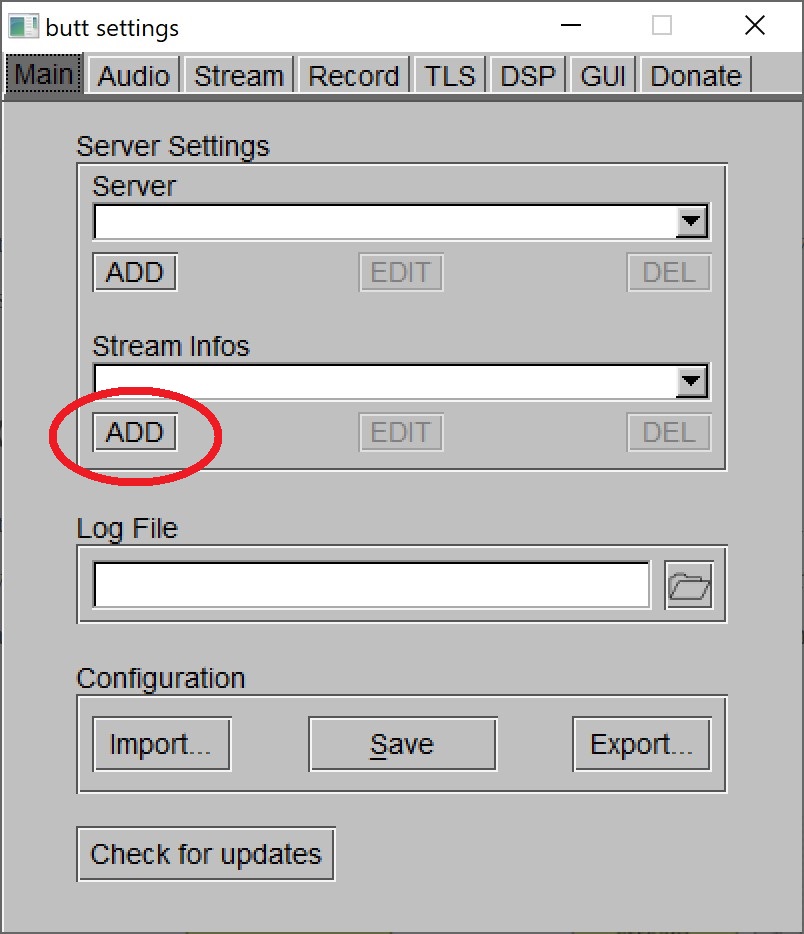 butt settings
Main Audio Stream Record TLS DSP GUI Donate
Server Settings
Server
ADD EDIT DEL
Stream Infos
ADD EDIT DEL
Log File
Configuration
Import... Save Export...
Check for updates